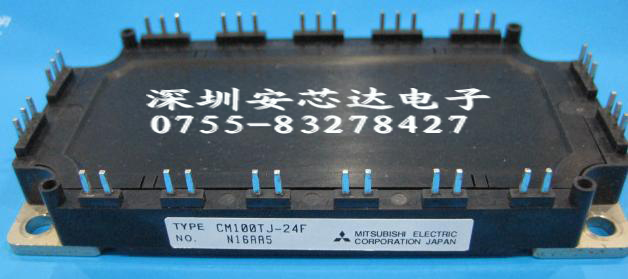 深圳安芯达电子
0755-83278427
TYPE CM100TJ-24F
NO. N16AA5
MITSUBISHI ELECTRIC
CORPORATION JAPAN